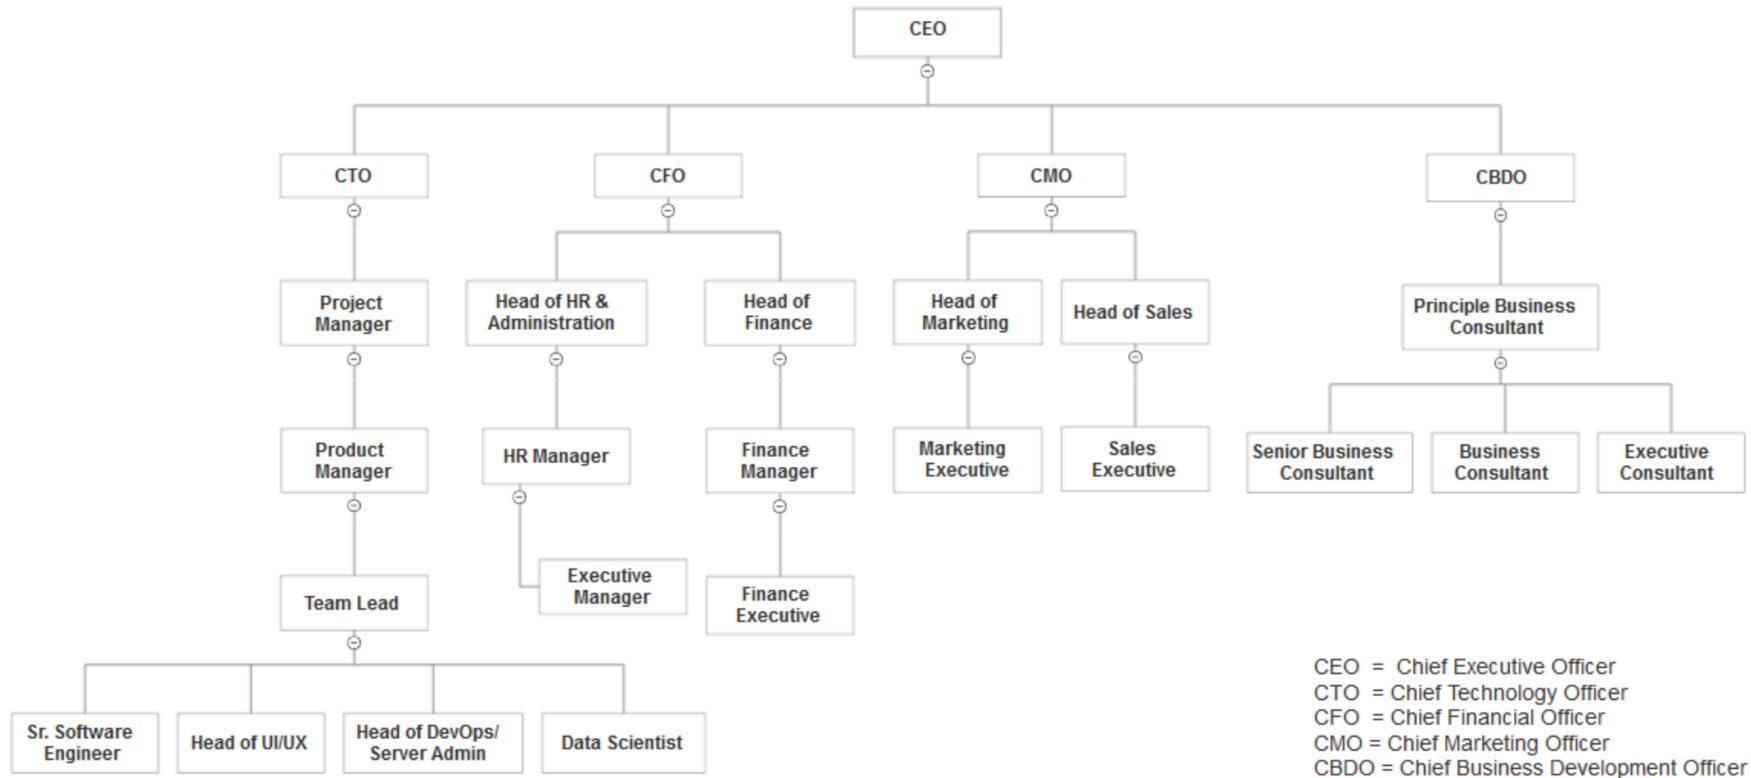 CEO
CTO
CFO
CMO
CBDO
Project
Manager
Head of HR &
Administration
Head of
Finance
Head of
Marketing
Head of Sales
Principle Business
Consultant
Product
Manager
HR Manager
Finance
Manager
Marketing
Executive
Sales
Executive
Senior Business
Consultant
Business
Consultant
Executive
Consultant
Team Lead
Executive
Manager
Finance
Executive
Sr. Software
Engineer
Head of UI/UX
Head of DevOps/
Server Admin
Data Scientist
CEO = Chief Executive Officer
CTO = Chief Technology Officer
CFO = Chief Financial Officer
CMO = Chief Marketing Officer
CBDO = Chief Business Development Officer